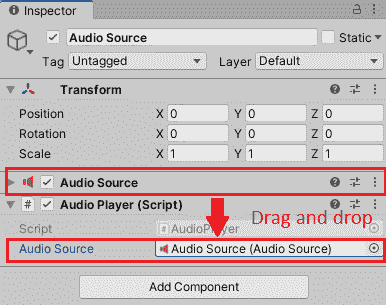 Inspector
Audio Source Static
Tag Untagged Layer Default
Transform
Position X 0 Y 0 Z 0
Rotation X 0 Y 0 Z 0
Scale X 1 Y 1 Z 1
Audio Source
Audio Player (Script)
Drag and drop
Script # AudioPlayer
Audio Source Audio Source (Audio Source)
Add Component